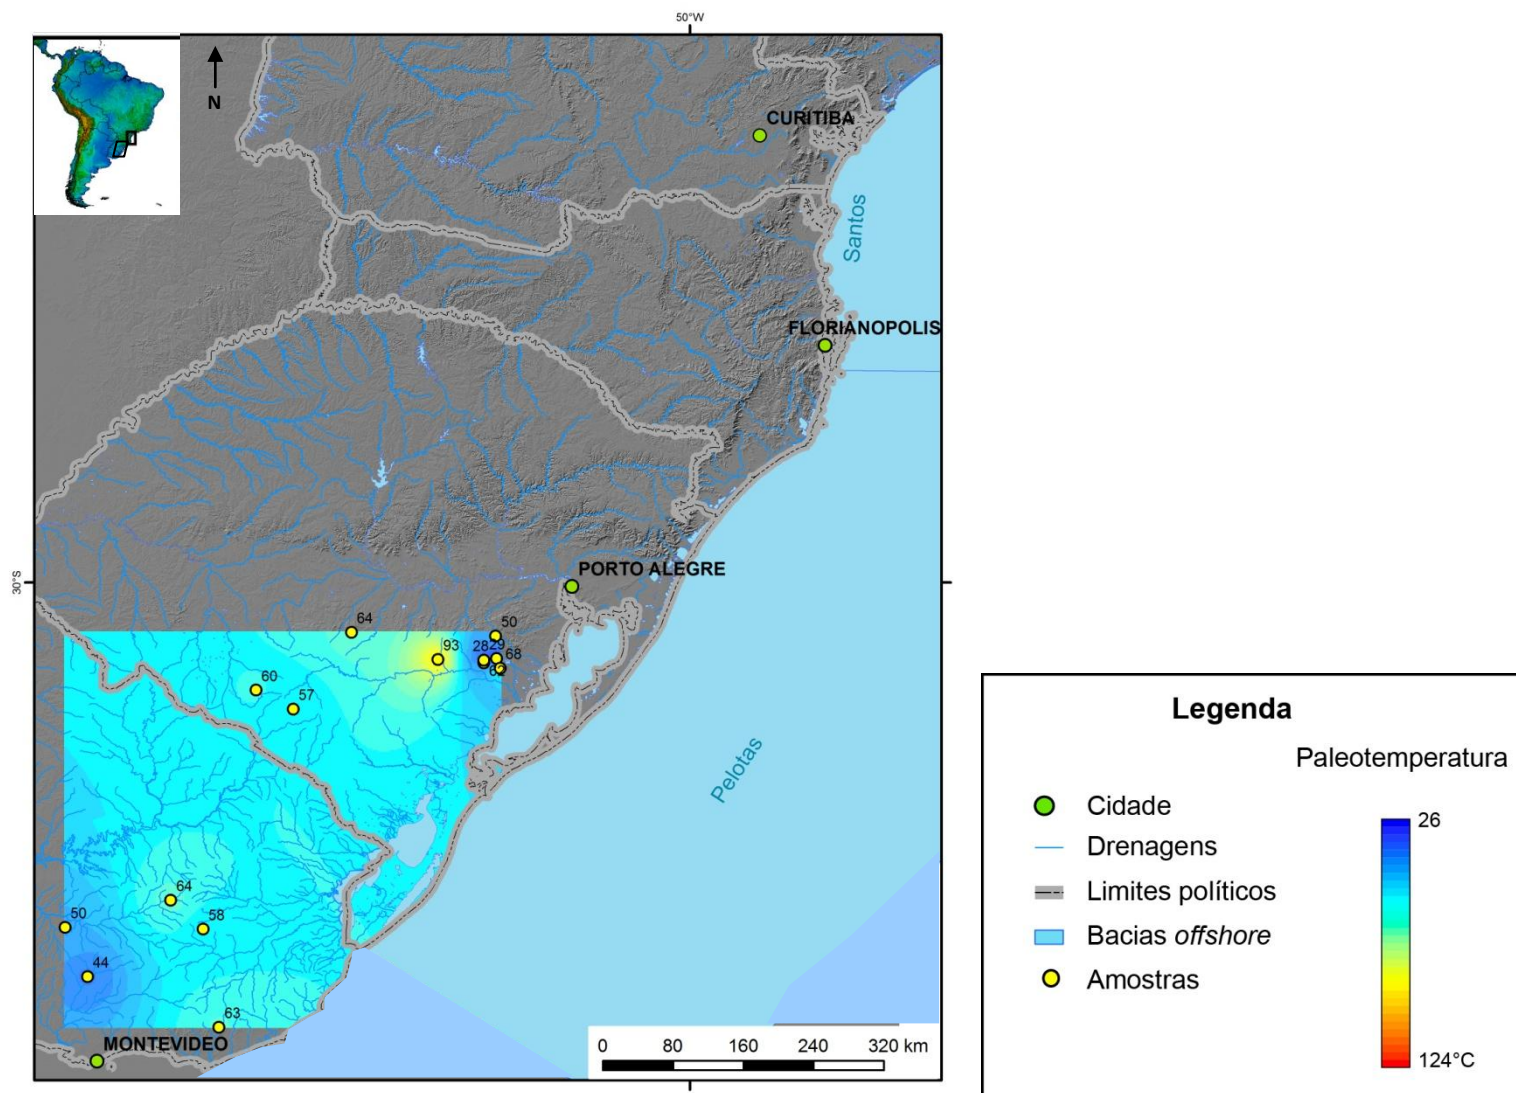 50°W
N
CURITIBA
Santos
FLORIANOPOLIS
30°S
PORTO ALEGRE
64
50
93
28
29
68
60
57
Pelotas
64
50
58
44
63
MONTEVIDEO
0 80 160 240 320 km
Legenda
Paleotemperatura
Cidade
26
Drenagens
Limites políticos
Bacias offshore
Amostras
124°C